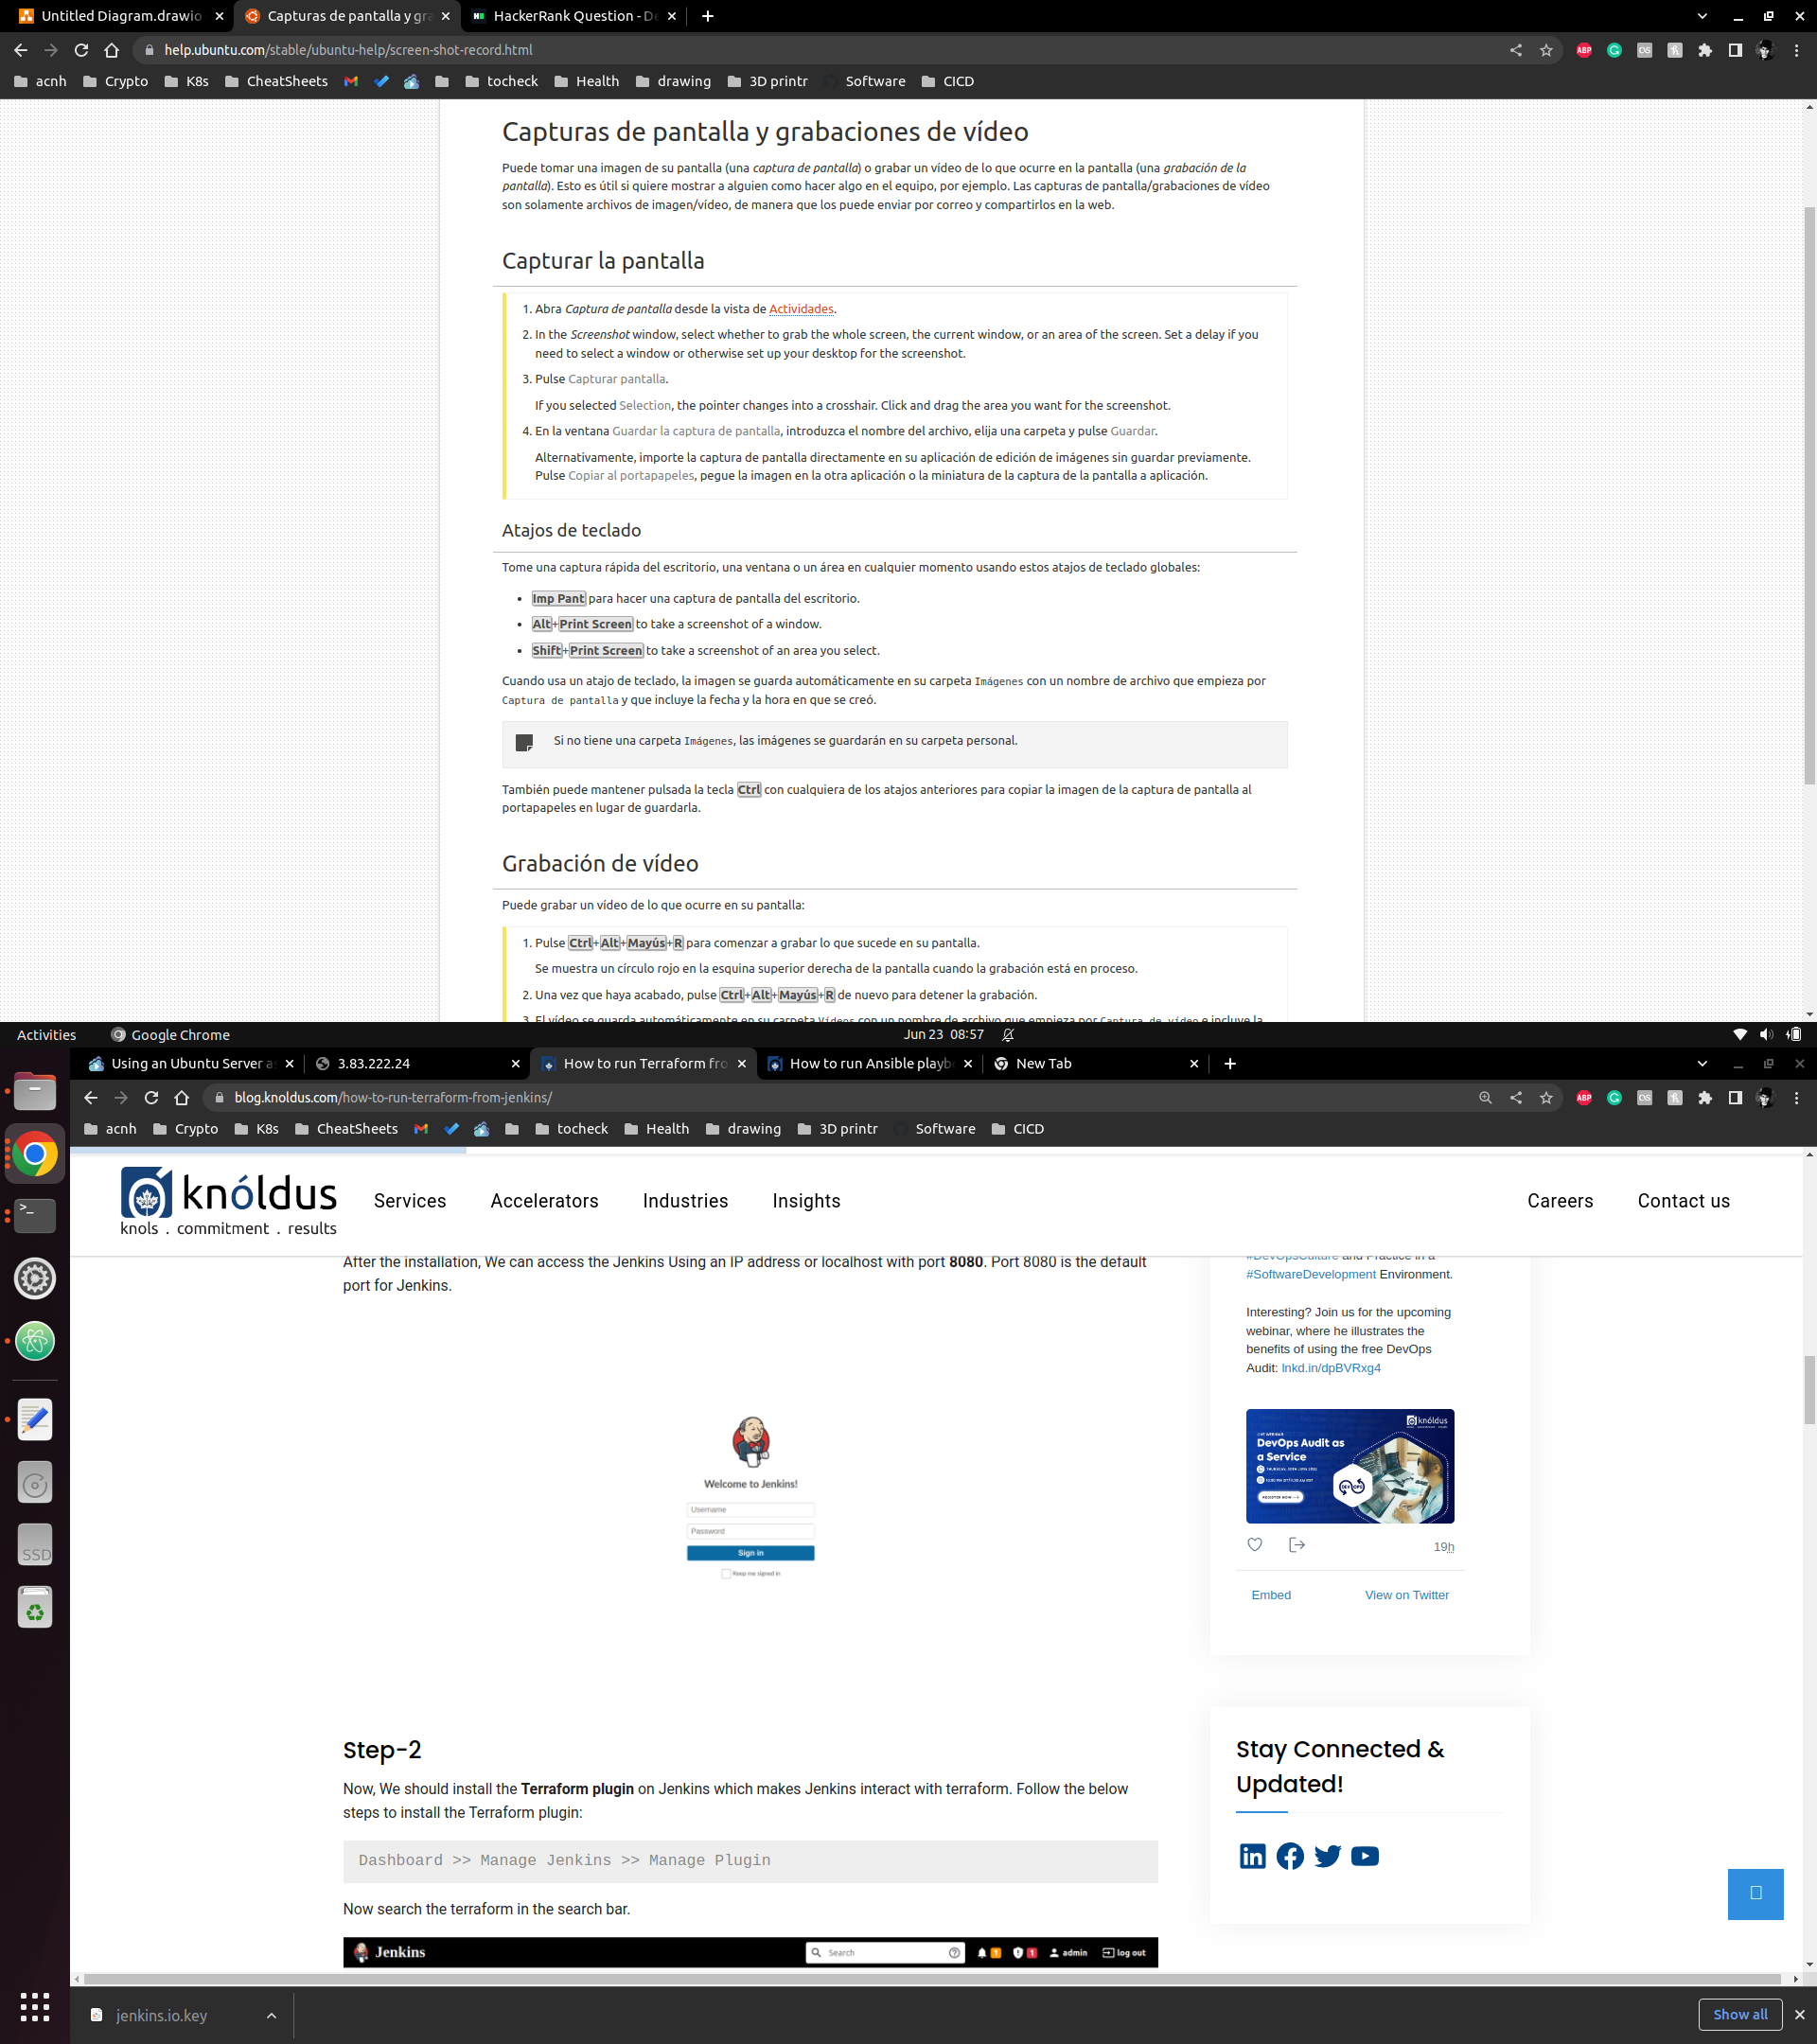 Untitled Diagram.drawio
Capturas de pantalla y gra
HackerRank Question - De
help.ubuntu.com/stable/ubuntu-help/screen-shot-record.html
acnh Crypto K8s CheatSheets tocheck Health drawing 3D printr Software CICD
Capturas de pantalla y grabaciones de vídeo
Puede tomar una imagen de su pantalla (una captura de pantalla) o grabar un vídeo de lo que ocurre en la pantalla (una grabación de la
pantalla). Esto es útil si quiere mostrar a alguien como hacer algo en el equipo, por ejemplo. Las capturas de pantalla/grabaciones de vídeo
son solamente archivos de imagen/vídeo, de manera que los puede enviar por correo y compartirlos en la web.
Capturar la pantalla
1. Abra Captura de pantalla desde la vista de Actividades.
2. In the Screenshot window, select whether to grab the whole screen, the current window, or an area of the screen. Set a delay if you
need to select a window or otherwise set up your desktop for the screenshot.
3. Pulse Capturar pantalla.
If you selected Selection, the pointer changes into a crosshair. Click and drag the area you want for the screenshot.
4. En la ventana Guardar la captura de pantalla, introduzca el nombre del archivo, elija una carpeta y pulse Guardar.
Alternativamente, importe la captura de pantalla directamente en su aplicación de edición de imágenes sin guardar previamente.
Pulse Copiar al portapapeles, pegue la imagen en la otra aplicación o la miniatura de la captura de la pantalla a aplicación.
Atajos de teclado
Tome una captura rápida del escritorio, una ventana o un área en cualquier momento usando estos atajos de teclado globales:
• Imp Pant para hacer una captura de pantalla del escritorio.
• Alt+Print Screen to take a screenshot of a window.
• Shift+Print Screen to take a screenshot of an area you select.
Cuando usa un atajo de teclado, la imagen se guarda automáticamente en su carpeta Imágenes con un nombre de archivo que empieza por
Captura de pantalla y que incluye la fecha y la hora en que se creó.
Si no tiene una carpeta Imágenes, las imágenes se guardarán en su carpeta personal.
También puede mantener pulsada la tecla Ctrl con cualquiera de los atajos anteriores para copiar la imagen de la captura de pantalla al
portapapeles en lugar de guardarla.
Grabación de vídeo
Puede grabar un vídeo de lo que ocurre en su pantalla:
1. Pulse Ctrl+Alt+Mayús+R para comenzar a grabar lo que sucede en su pantalla.
Se muestra un círculo rojo en la esquina superior derecha de la pantalla cuando la grabación está en proceso.
2. Una vez que haya acabado, pulse Ctrl+Alt+Mayús+R de nuevo para detener la grabación.
3. El vídeo se guarda automáticamente en su carpeta Vídeos con un nombre de archivo que empieza por Captura de vídeo e incluye la
Activities Google Chrome Jun 23 08:57
Using an Ubuntu Server as
3.83.222.24
How to run Terraform fro
How to run Ansible playbo
New Tab
blog.knoldus.com/how-to-run-terraform-from-jenkins/
acnh Crypto K8s CheatSheets tocheck Health drawing 3D printr Software CICD
knóldus
knols . commitment . results
Services Accelerators Industries Insights Careers Contact us
After the installation, We can access the Jenkins Using an IP address or localhost with port 8080. Port 8080 is the default
port for Jenkins.
Welcome to Jenkins!
Username
Password
Sign in
Keep me signed in
#DevOpsCulture and Practice in a
#SoftwareDevelopment Environment.
Interesting? Join us for the upcoming
webinar, where he illustrates the
benefits of using the free DevOps
Audit: lnkd.in/dpBVRxg4
knóldus
DevOps Audit as
a Service
REGISTER NOW
19h
Embed View on Twitter
Step-2
Now, We should install the Terraform plugin on Jenkins which makes Jenkins interact with terraform. Follow the below
steps to install the Terraform plugin:
Dashboard >> Manage Jenkins >> Manage Plugin
Now search the terraform in the search bar.
Jenkins Search 1 1 admin log out
Stay Connected &
Updated!
SSD
jenkins.io.key
Show all